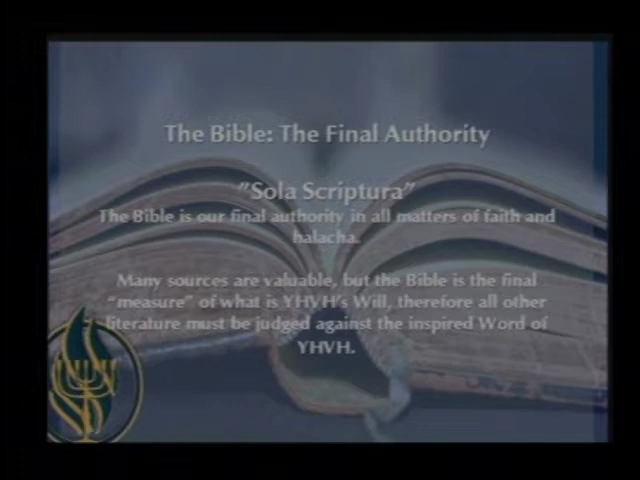 The Bible: The Final Authority
"Sola Scriptura"
The Bible is our final authority in all matters of faith and
halacha.
Many sources are valuable, but the Bible is the final
"measure" of what is YHVH's Will, therefore all other
literature must be judged against the inspired Word of
YHVH.